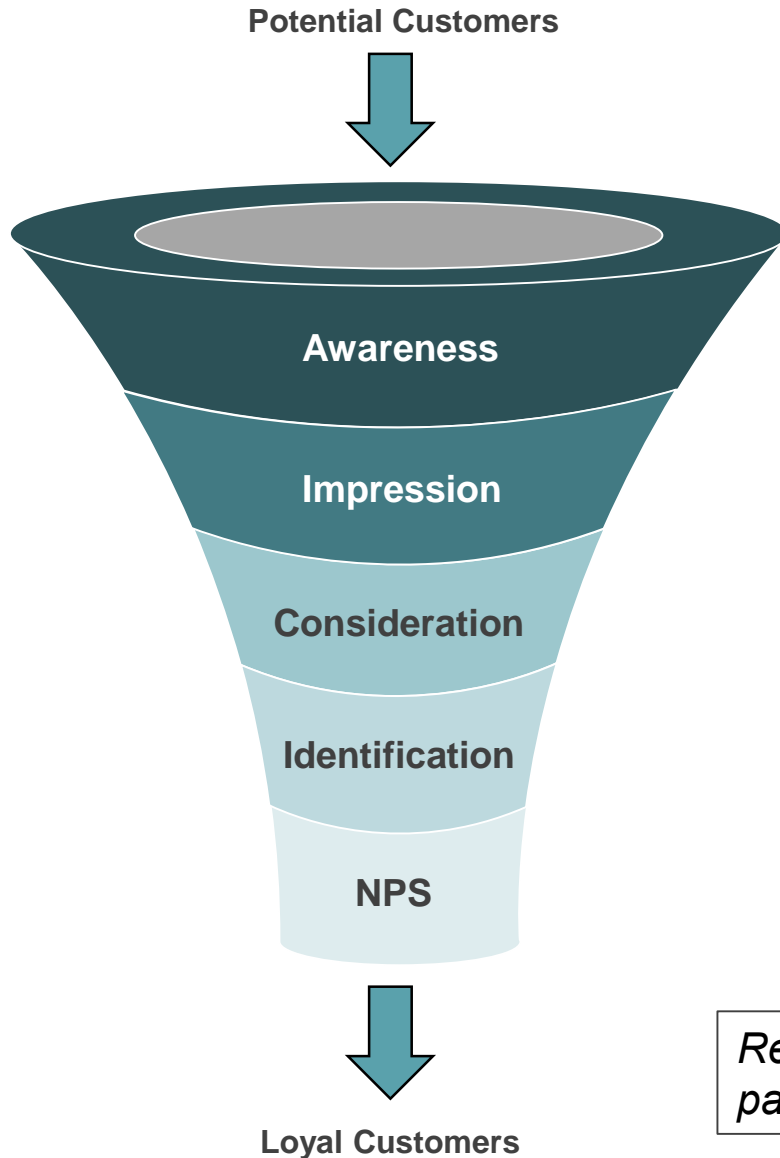 Potential Customers
Awareness
Impression
Consideration
Identification
NPS
Loyal Customers